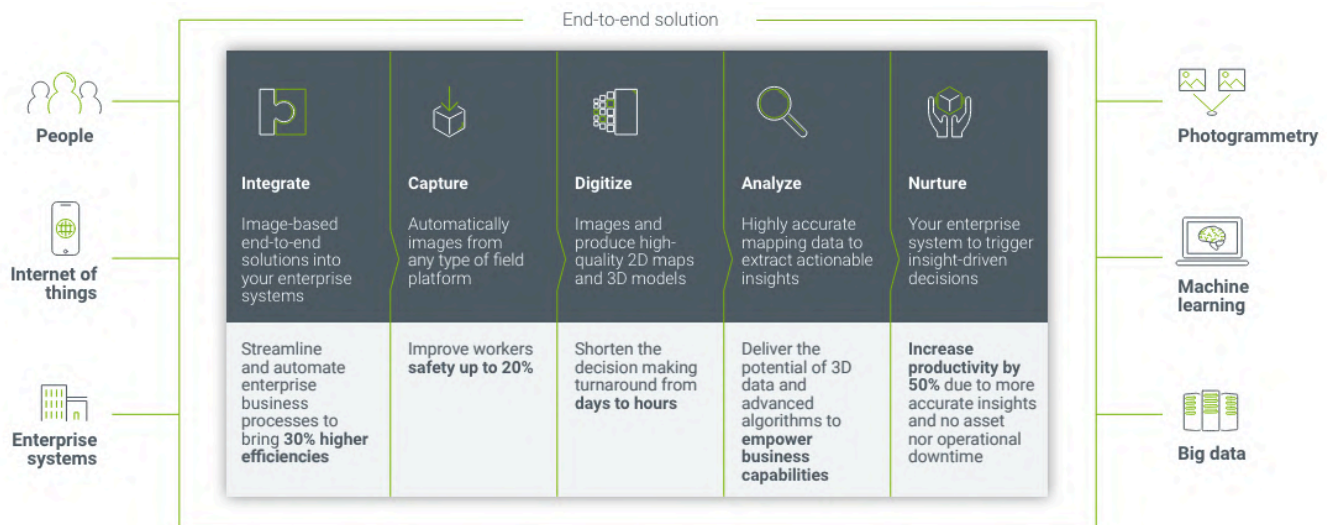 End-to-end solution
People
Internet of
things
Enterprise
systems
Integrate
Image-based
end-to-end
solutions into
your enterprise
systems
Streamline
and automate
enterprise
business
processes to
bring 30% higher
efficiencies
Capture
Automatically
images from
any type of field
platform
Improve workers
safety up to 20%
Digitize
Images and
produce high-
quality 2D maps
and 3D models
Shorten the
decision making
turnaround from
days to hours
Analyze
Highly accurate
mapping data to
extract actionable
insights
Deliver the
potential of 3D
data and
advanced
algorithms to
empower
business
capabilities
Nurture
Your enterprise
system to trigger
insight-driven
decisions
Increase
productivity by
50% due to more
accurate insights
and no asset
nor operational
downtime
Photogrammetry
Machine
learning
Big data